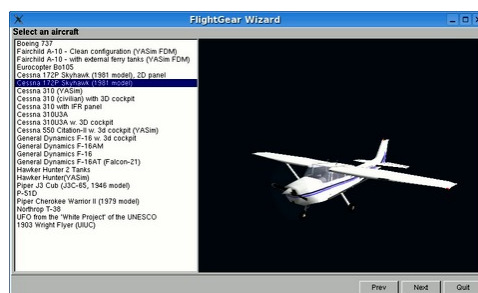 FlightGear Wizard
Select an aircraft
Boeing 737
Fairchild A-10 - Clean configuration (YASim FDM)
Fairchild A-10 - with external ferry tanks (YASim FDM)
Eurocopter Bo105
Cessna 172P Skyhawk (1981 model), 2D panel
Cessna 172P Skyhawk (1981 model)
Cessna 310 (YASim)
Cessna 310 (civilian) with 3D cockpit
Cessna 310 with IFR panel
Cessna 310U3A
Cessna 310U3A w. 3D cockpit
Cessna 550 Citation-II w. 3d cockpit (YASim)
General Dynamics F-16 w. 3d cockpit
General Dynamics F-16AM
General Dynamics F-16
General Dynamics F-16AT (Falcon-21)
Hawker Hunter 2 Tanks
Hawker Hunter(YASim)
Piper J3 Cub (J3C-65, 1946 model)
P-51D
Piper Cherokee Warrior II (1979 model)
Northrop T-38
UFO from the 'White Project' of the UNESCO
1903 Wright Flyer (UIUC)
Prev Next Quit